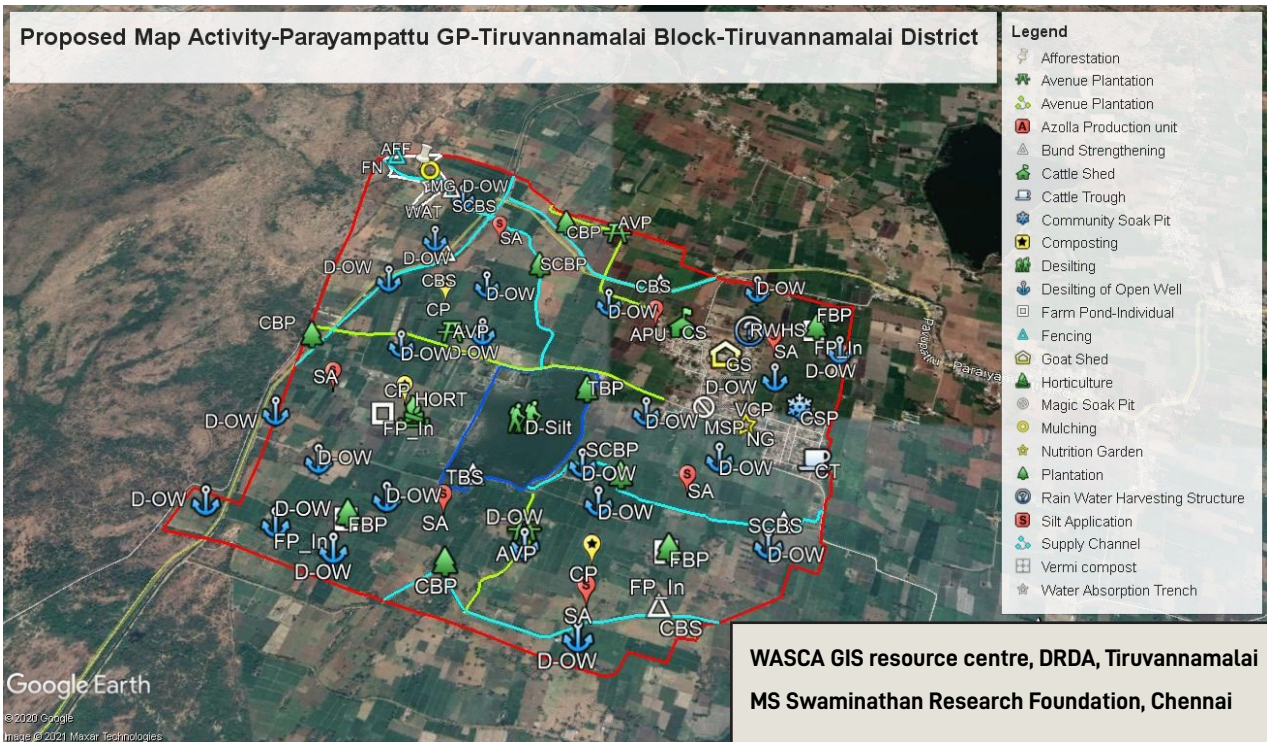 Proposed Map Activity-Parayampattu GP-Tiruvannamalai Block-Tiruvannamalai District
Legend
Afforestation
Avenue Plantation
Avenue Plantation
Azolla Production unit
Bund Strengthening
Cattle Shed
Cattle Trough
Community Soak Pit
Composting
Desilting
Desilting of Open Well
Farm Pond-Individual
Fencing
Goat Shed
Horticulture
Magic Soak Pit
Mulching
Nutrition Garden
Plantation
Rain Water Harvesting Structure
Silt Application
Supply Channel
Vermi compost
Water Absorption Trench
AFF
FN
MG D-OW
WAT
SCBS
SA
CBP
AVP
D-OW
D-OW
SCBP
CBS
D-OW
CBS
D-OW
CP
D-OW
APU
CS
RWHS
FBP
CBP
AVP
D-OW
D-OW
SA
FP_In
GS
D-OW
SA
CP
HORT
TBP
D-OW
D-OW
FP_In
D-Silt
D-OW
MSP
VCP
CSP
NG
D-OW
SCBP
D-OW
CT
TBS
D-OW
SA
D-OW
D-OW
SA
D-OW
FBP
D-OW
D-OW
SCBS
FP_In
AVP
D-OW
D-OW
FBP
CBP
CP
FP_In
SA
CBS
D-OW
WASCA GIS resource centre, DRDA, Tiruvannamalai
MS Swaminathan Research Foundation, Chennai
Google Earth
© 2020 Google
Image © 2021 Maxar Technologies